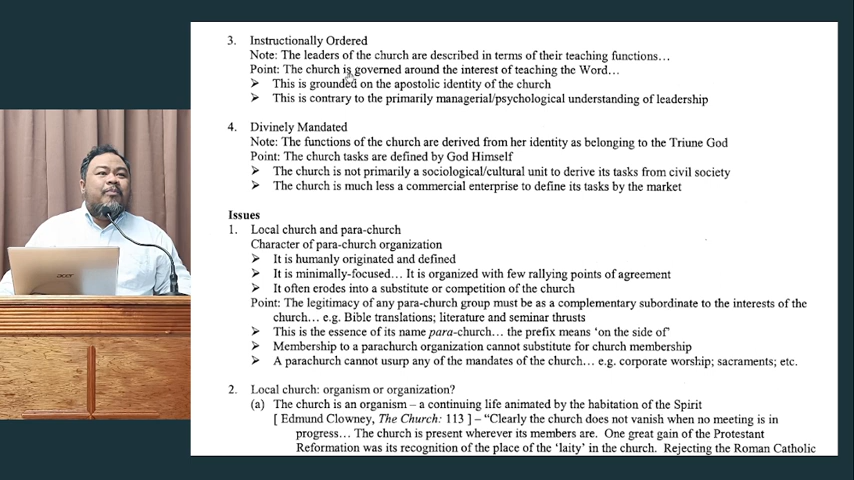 3. Instructionally Ordered
Note: The leaders of the church are described in terms of their teaching functions…
Point: The church is governed around the interest of teaching the Word…
➢ This is grounded on the apostolic identity of the church
➢ This is contrary to the primarily managerial/psychological understanding of leadership
4. Divinely Mandated
Note: The functions of the church are derived from her identity as belonging to the Triune God
Point: The church tasks are defined by God Himself
➢ The church is not primarily a sociological/cultural unit to derive its tasks from civil society
➢ The church is much less a commercial enterprise to define its tasks by the market
Issues
1. Local church and para-church
Character of para-church organization
➢ It is humanly originated and defined
➢ It is minimally-focused… It is organized with few rallying points of agreement
➢ It often erodes into a substitute or competition of the church
Point: The legitimacy of any para-church group must be as a complementary subordinate to the interests of the
church… e.g. Bible translations; literature and seminar thrusts
➢ This is the essence of its name para-church… the prefix means ‘on the side of’
➢ Membership to a parachurch organization cannot substitute for church membership
➢ A parachurch cannot usurp any of the mandates of the church… e.g. corporate worship; sacraments; etc.
2. Local church: organism or organization?
(a) The church is an organism – a continuing life animated by the habitation of the Spirit
[ Edmund Clowney, The Church: 113 ] – “Clearly the church does not vanish when no meeting is in
progress… The church is present wherever its members are. One great gain of the Protestant
Reformation was its recognition of the place of the ‘laity’ in the church. Rejecting the Roman Catholic
acer